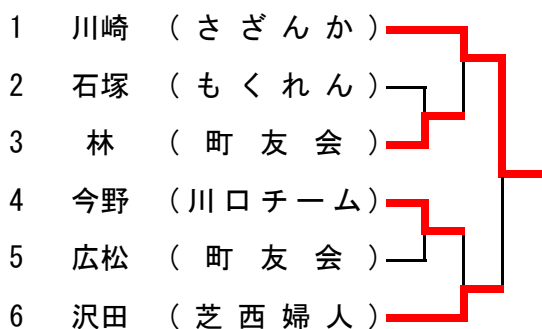 1 川崎 (さざんか)
2 石塚 (もくれん)
3 林 (町友会)
4 今野 (川口チーム)
5 広松 (町友会)
6 沢田 (芝西婦人)